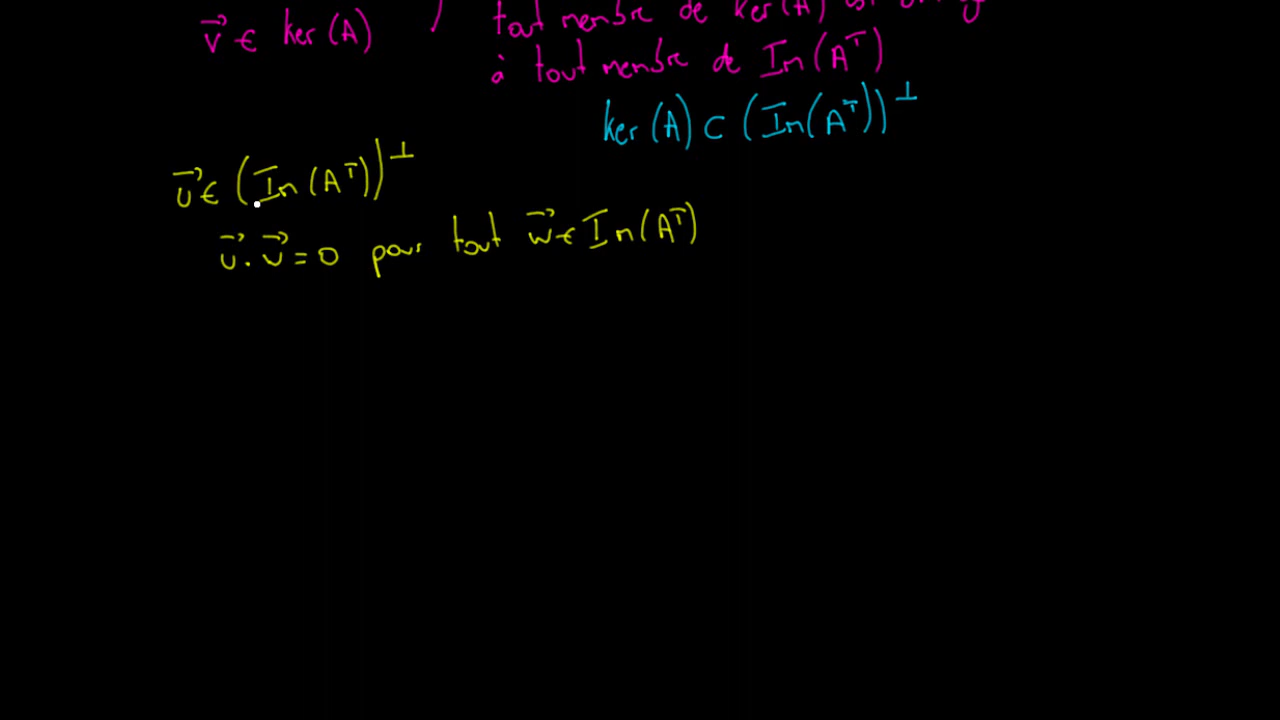 v⃗ ∈ ker(A) / tout membre de ker(A) est
à tout membre de Im(Aᵀ)
ker(A) ⊂ (Im(Aᵀ))^⊥
u⃗ ∈ (Im(Aᵀ))^⊥
u⃗ . v⃗ = 0 pour tout w⃗ ∈ Im(Aᵀ)